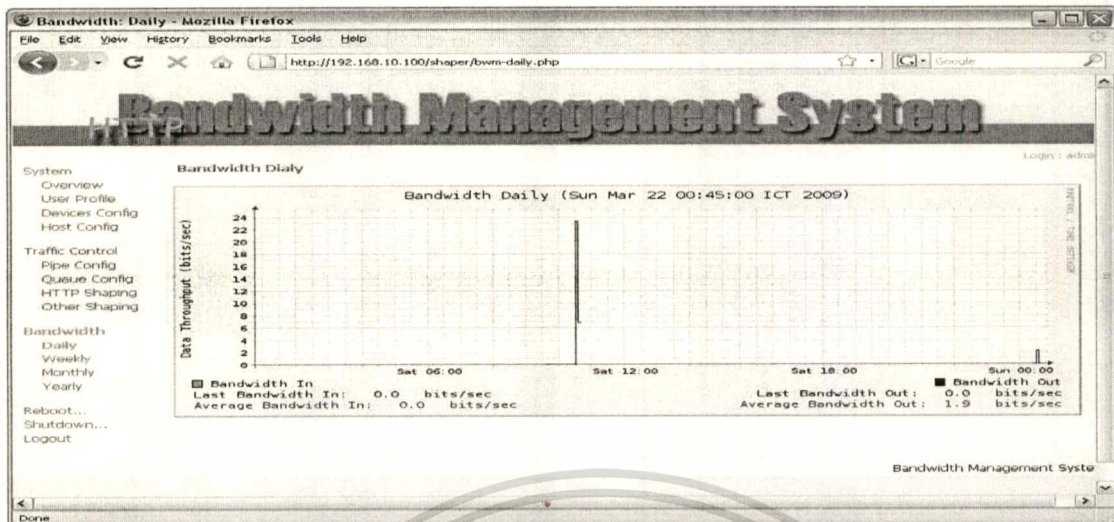 Bandwidth: Daily - Mozilla Firefox
File Edit View History Bookmarks Tools Help
http://192.168.10.100/shaper/bwm-daily.php
Google
HTTP
Bandwidth Management System
Login : admi
System
Overview
User Profile
Devices Config
Host Config
Traffic Control
Pipe Config
Queue Config
HTTP Shaping
Other Shaping
Bandwidth
Daily
Weekly
Monthly
Yearly
Reboot...
Shutdown...
Logout
Bandwidth Dialy
Bandwidth Daily (Sun Mar 22 00:45:00 ICT 2009)
Data Throughput (bits/sec)
24
22
20
18
16
14
12
10
8
6
4
2
0
Sat 06:00 Sat 12:00 Sat 18:00 Sun 00:00
Bandwidth In
Last Bandwidth In: 0.0 bits/sec
Average Bandwidth In: 0.0 bits/sec
Bandwidth Out
Last Bandwidth Out: 0.0 bits/sec
Average Bandwidth Out: 1.9 bits/sec
RRDTOOL / TOBI OETIKER
Bandwidth Management Syste
Done